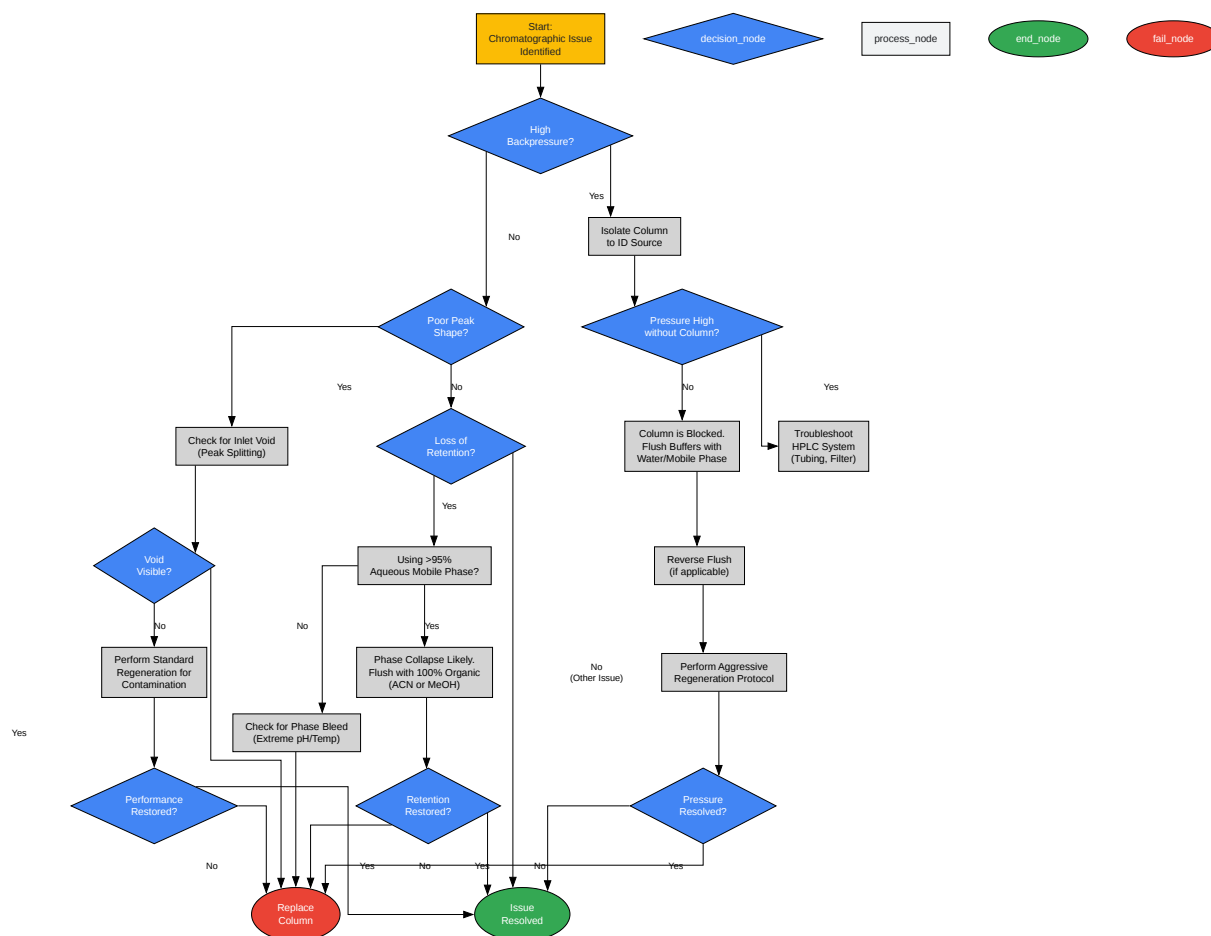 Start:
Chromatographic Issue
Identified
decision_node
process_node
end_node
fail_node
High
Backpressure?
Yes
No
Isolate Column
to ID Source
Poor Peak
Shape?
Pressure High
without Column?
Yes
No
No
Yes
Check for Inlet Void
(Peak Splitting)
Loss of
Retention?
Column is Blocked.
Flush Buffers with
Water/Mobile Phase
Troubleshoot
HPLC System
(Tubing, Filter)
Yes
Void
Visible?
Using >95%
Aqueous Mobile Phase?
Reverse Flush
(if applicable)
No
No
Yes
Perform Standard
Regeneration for
Contamination
Phase Collapse Likely.
Flush with 100% Organic
(ACN or MeOH)
No
(Other Issue)
Perform Aggressive
Regeneration Protocol
Yes
Check for Phase Bleed
(Extreme pH/Temp)
Performance
Restored?
Retention
Restored?
Pressure
Resolved?
No
Yes
No
Yes
No
Yes
Replace
Column
Issue
Resolved